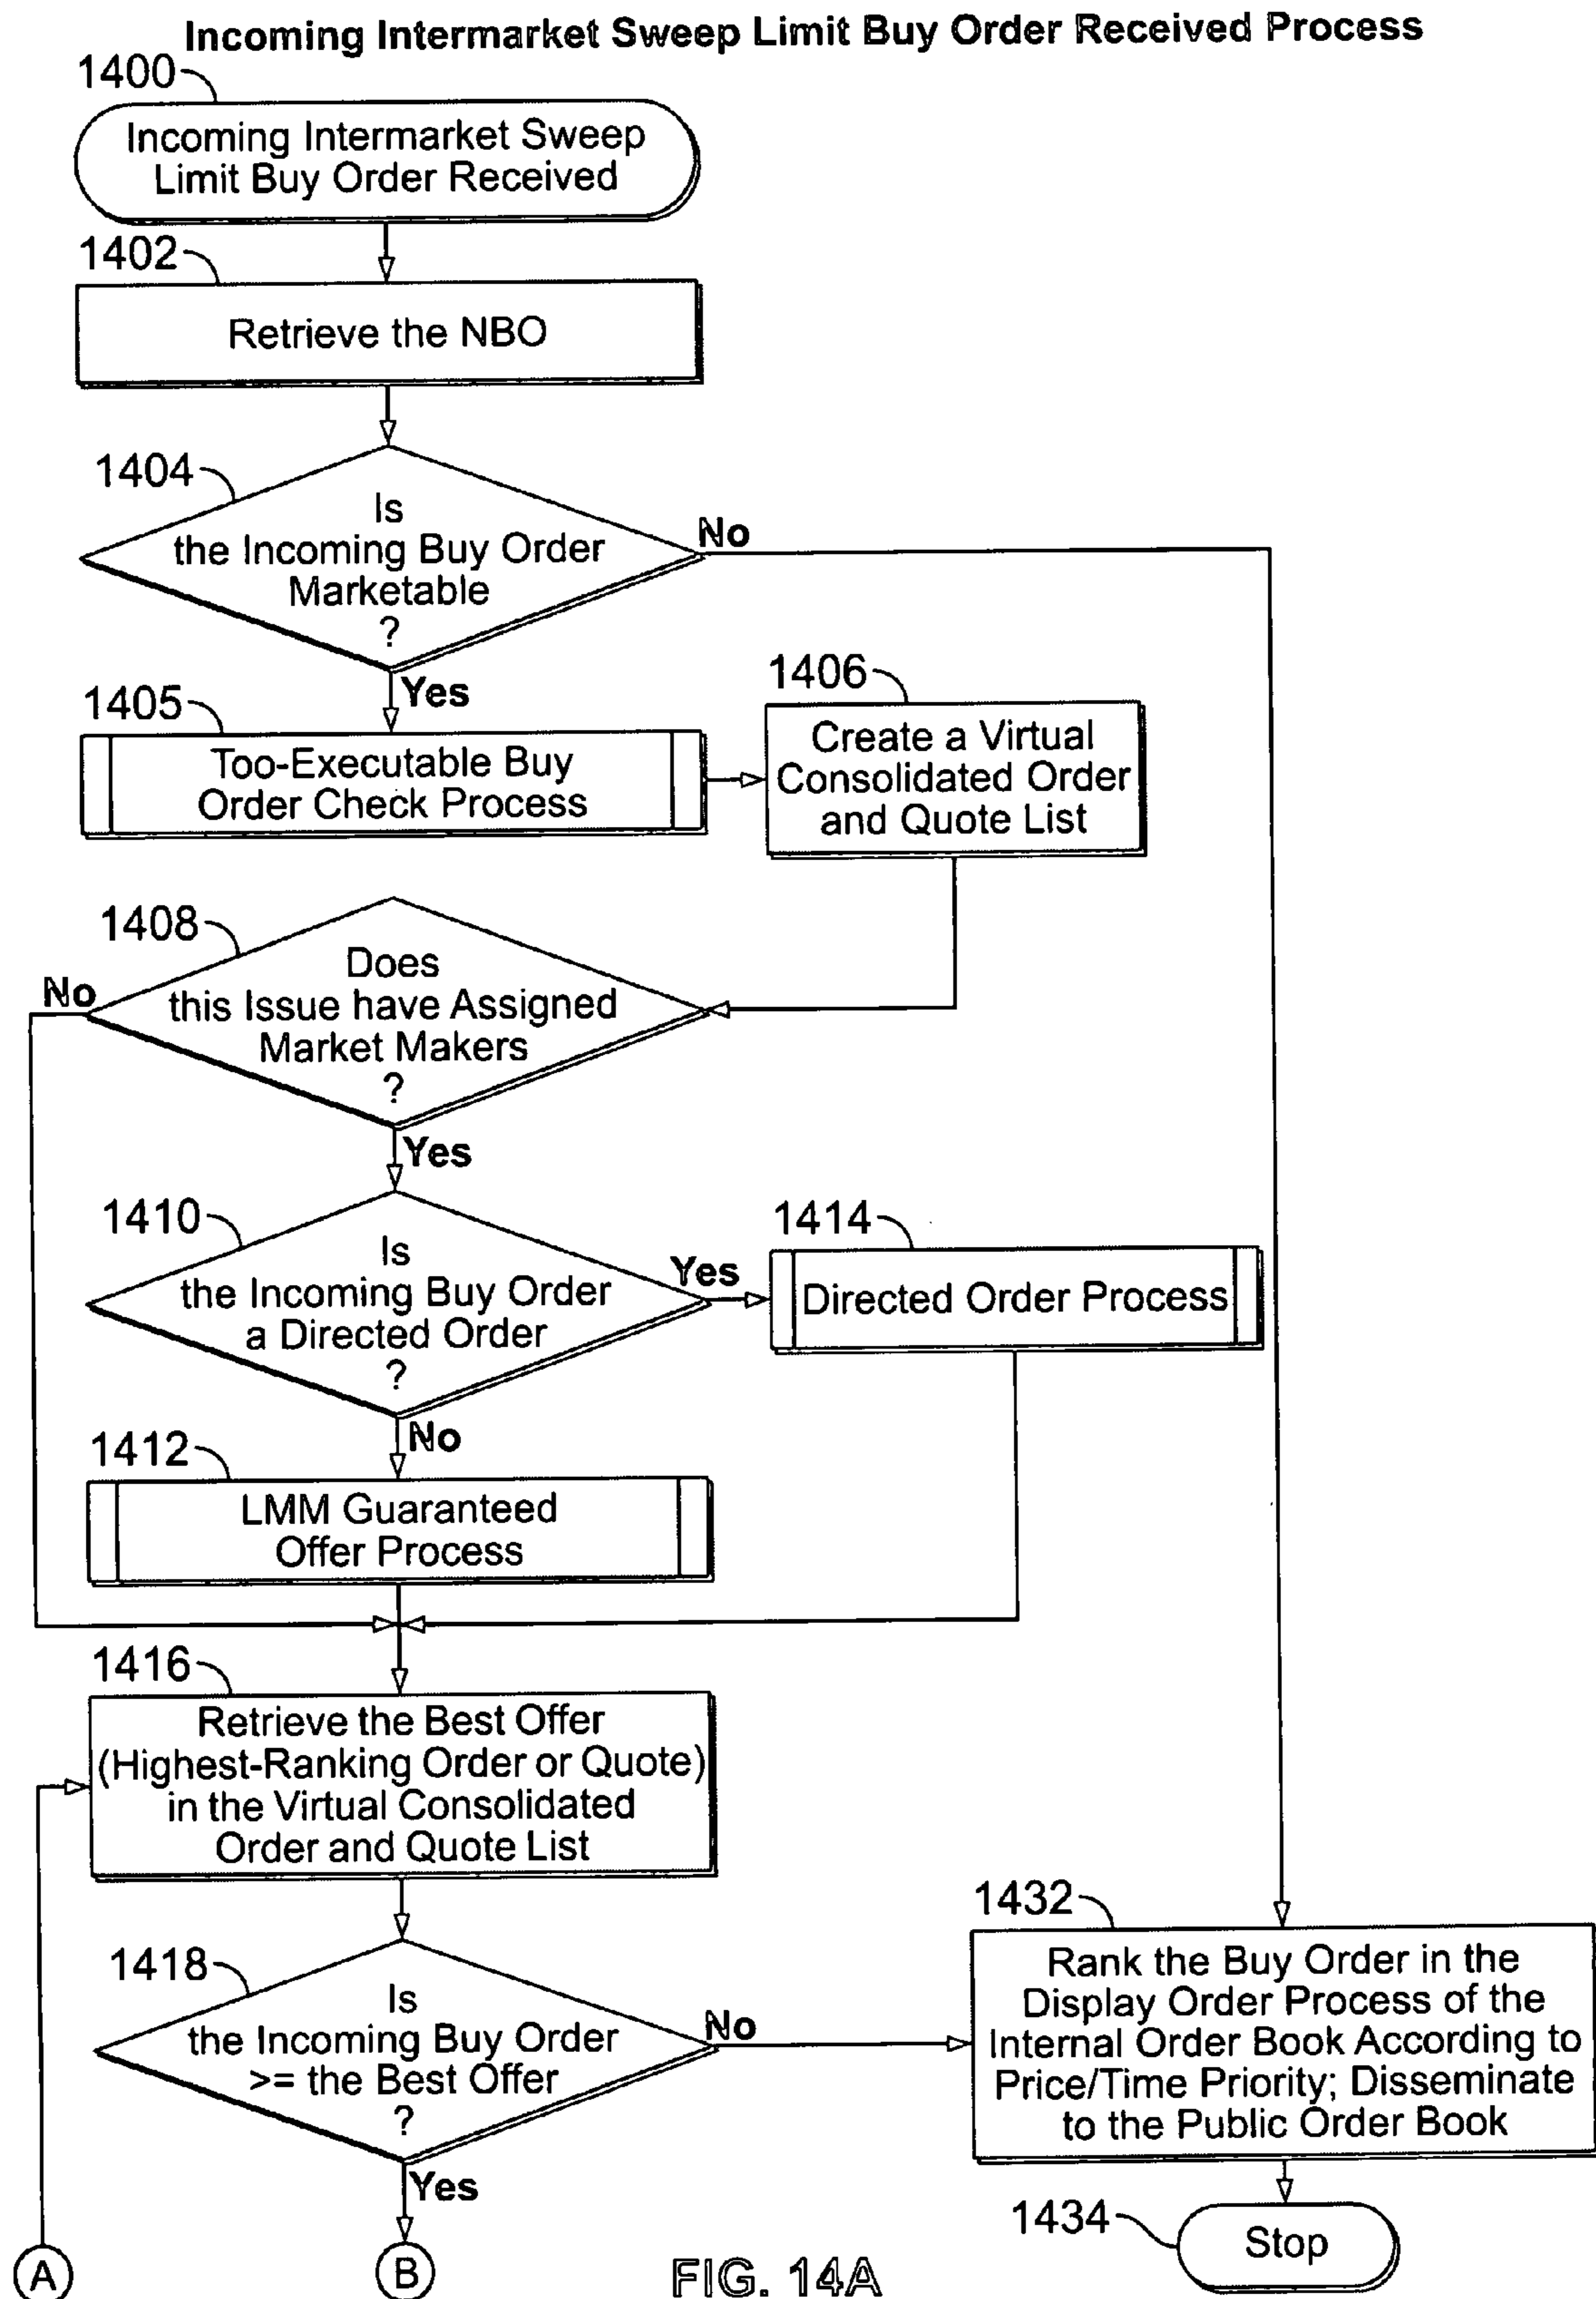 Incoming Intermarket Sweep Limit Buy Order Received Process
1400
Incoming Intermarket Sweep
Limit Buy Order Received
1402
Retrieve the NBO
1404
Is
the Incoming Buy Order
Marketable
?
No
Yes
1405
Too-Executable Buy
Order Check Process
1406
Create a Virtual
Consolidated Order
and Quote List
1408
Does
this Issue have Assigned
Market Makers
?
No
Yes
1410
Is
the Incoming Buy Order
a Directed Order
?
Yes
1414
Directed Order Process
No
1412
LMM Guaranteed
Offer Process
1416
Retrieve the Best Offer
(Highest-Ranking Order or Quote)
in the Virtual Consolidated
Order and Quote List
1418
Is
the Incoming Buy Order
>= the Best Offer
?
No
1432
Rank the Buy Order in the
Display Order Process of the
Internal Order Book According to
Price/Time Priority; Disseminate
to the Public Order Book
Yes
1434
Stop
A
B
FIG. 14A